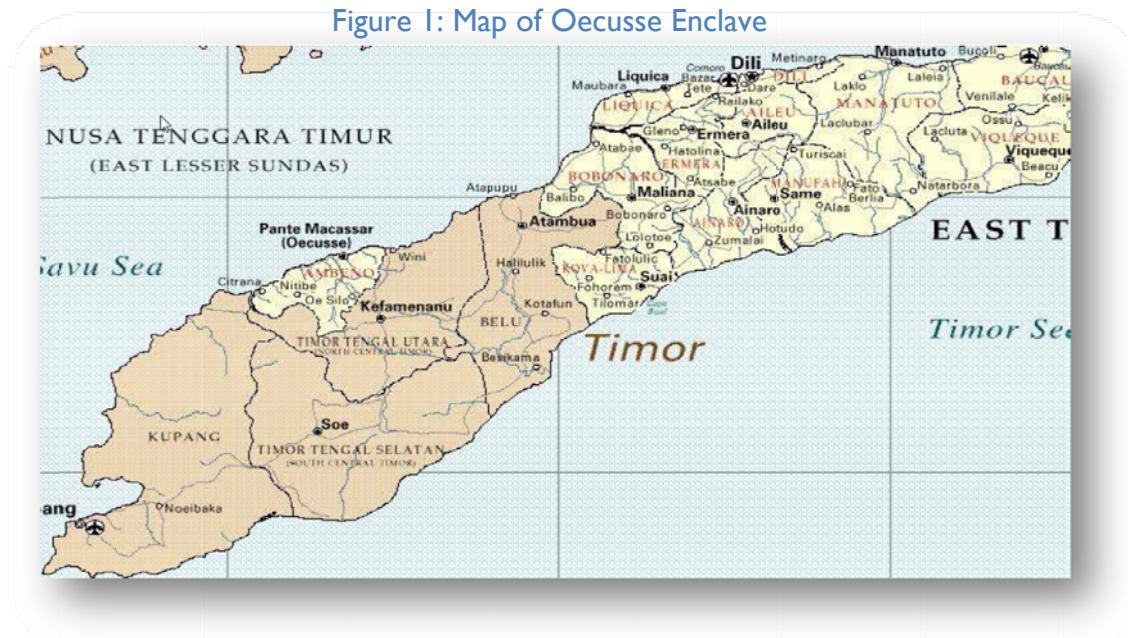 Figure 1: Map of Oecusse Enclave
NUSA TENGGARA TIMUR
(EAST LESSER SUNDAS)
Savu Sea
Pante Macassar
(Oecusse)
AMBENO
Citrana
Nitibe
Oe Silo
Wini
Kefamenanu
TIMOR TENGAL UTARA
(NORTH CENTRAL TIMOR)
Atapupu
Atambua
Halilulik
Kotafun
BELU
Besikama
KUPANG
Soe
TIMOR TENGAL SELATAN
(SOUTH CENTRAL TIMOR)
ang
Noeibaka
Timor
Maubara
Liquica
Bazar
Tete
Comoro
Dili
DILI
Dare
Metinaro
Manatuto
Bucoli
Laleia
BAUCAU
Venilale
Kelik
LIQUICA
Railako
AILEU
Aileu
Laklo
MANATUTO
Laclubar
Ossu
Lacluta
VIQUEQUE
Viqueque
Beacu
Gleno
Ermera
Atabae
Hatolina
ERMERA
Turiscai
BOBONARO
Atsabe
Maliana
Balibo
MANUFAHI
Same
Fato
Berlia
Natarbora
Bobonaro
Ainaro
Alas
AINARO
Hotudo
Zumalai
Lolotoe
Fatolulic
KOVA-LIMA
Suai
Fohorem
Tilomar
EAST T
Timor Se